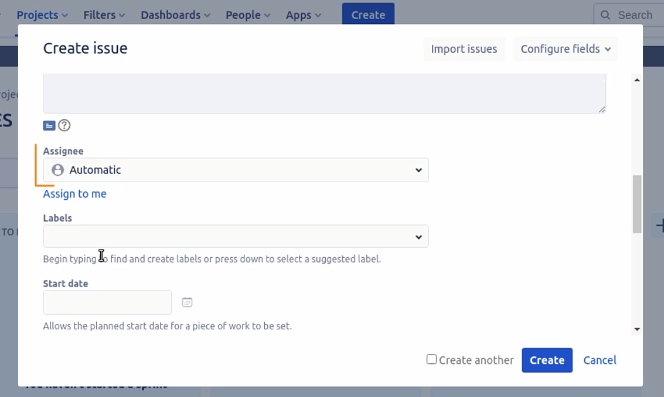 Projects Filters Dashboards People Apps Create Search
Create issue
Import issues
Configure fields
Assignee
Automatic
Assign to me
Labels
Begin typing to find and create labels or press down to select a suggested label.
Start date
Allows the planned start date for a piece of work to be set.
Create another
Create
Cancel
TO